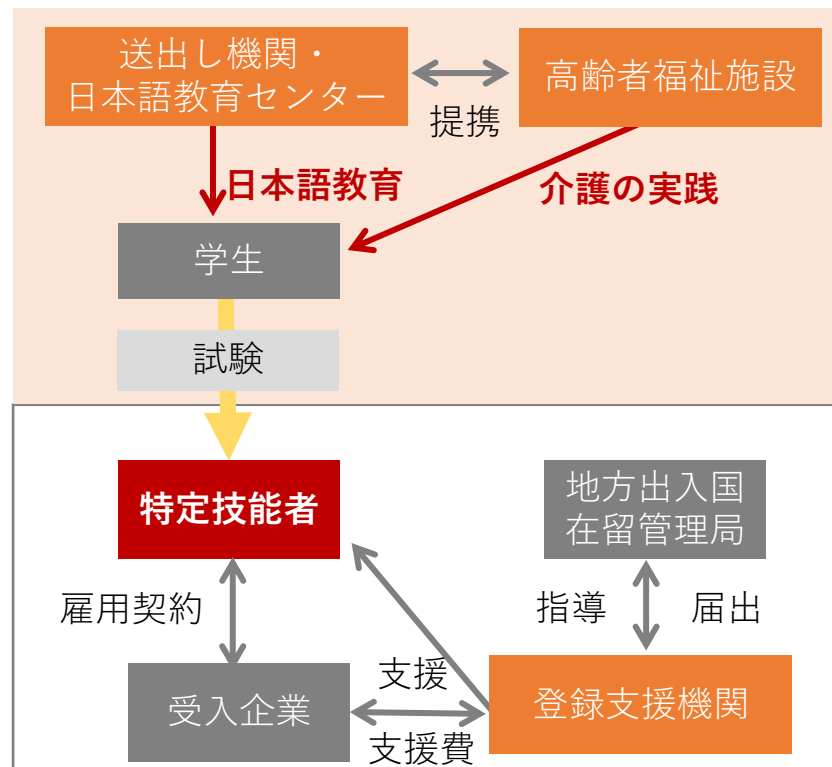 送出し機関・
日本語教育センター
高齢者福祉施設
提携
日本語教育
介護の実践
学生
試験
特定技能者
地方出入国
在留管理局
雇用契約
指導
届出
支援
受入企業
登録支援機関
支援費